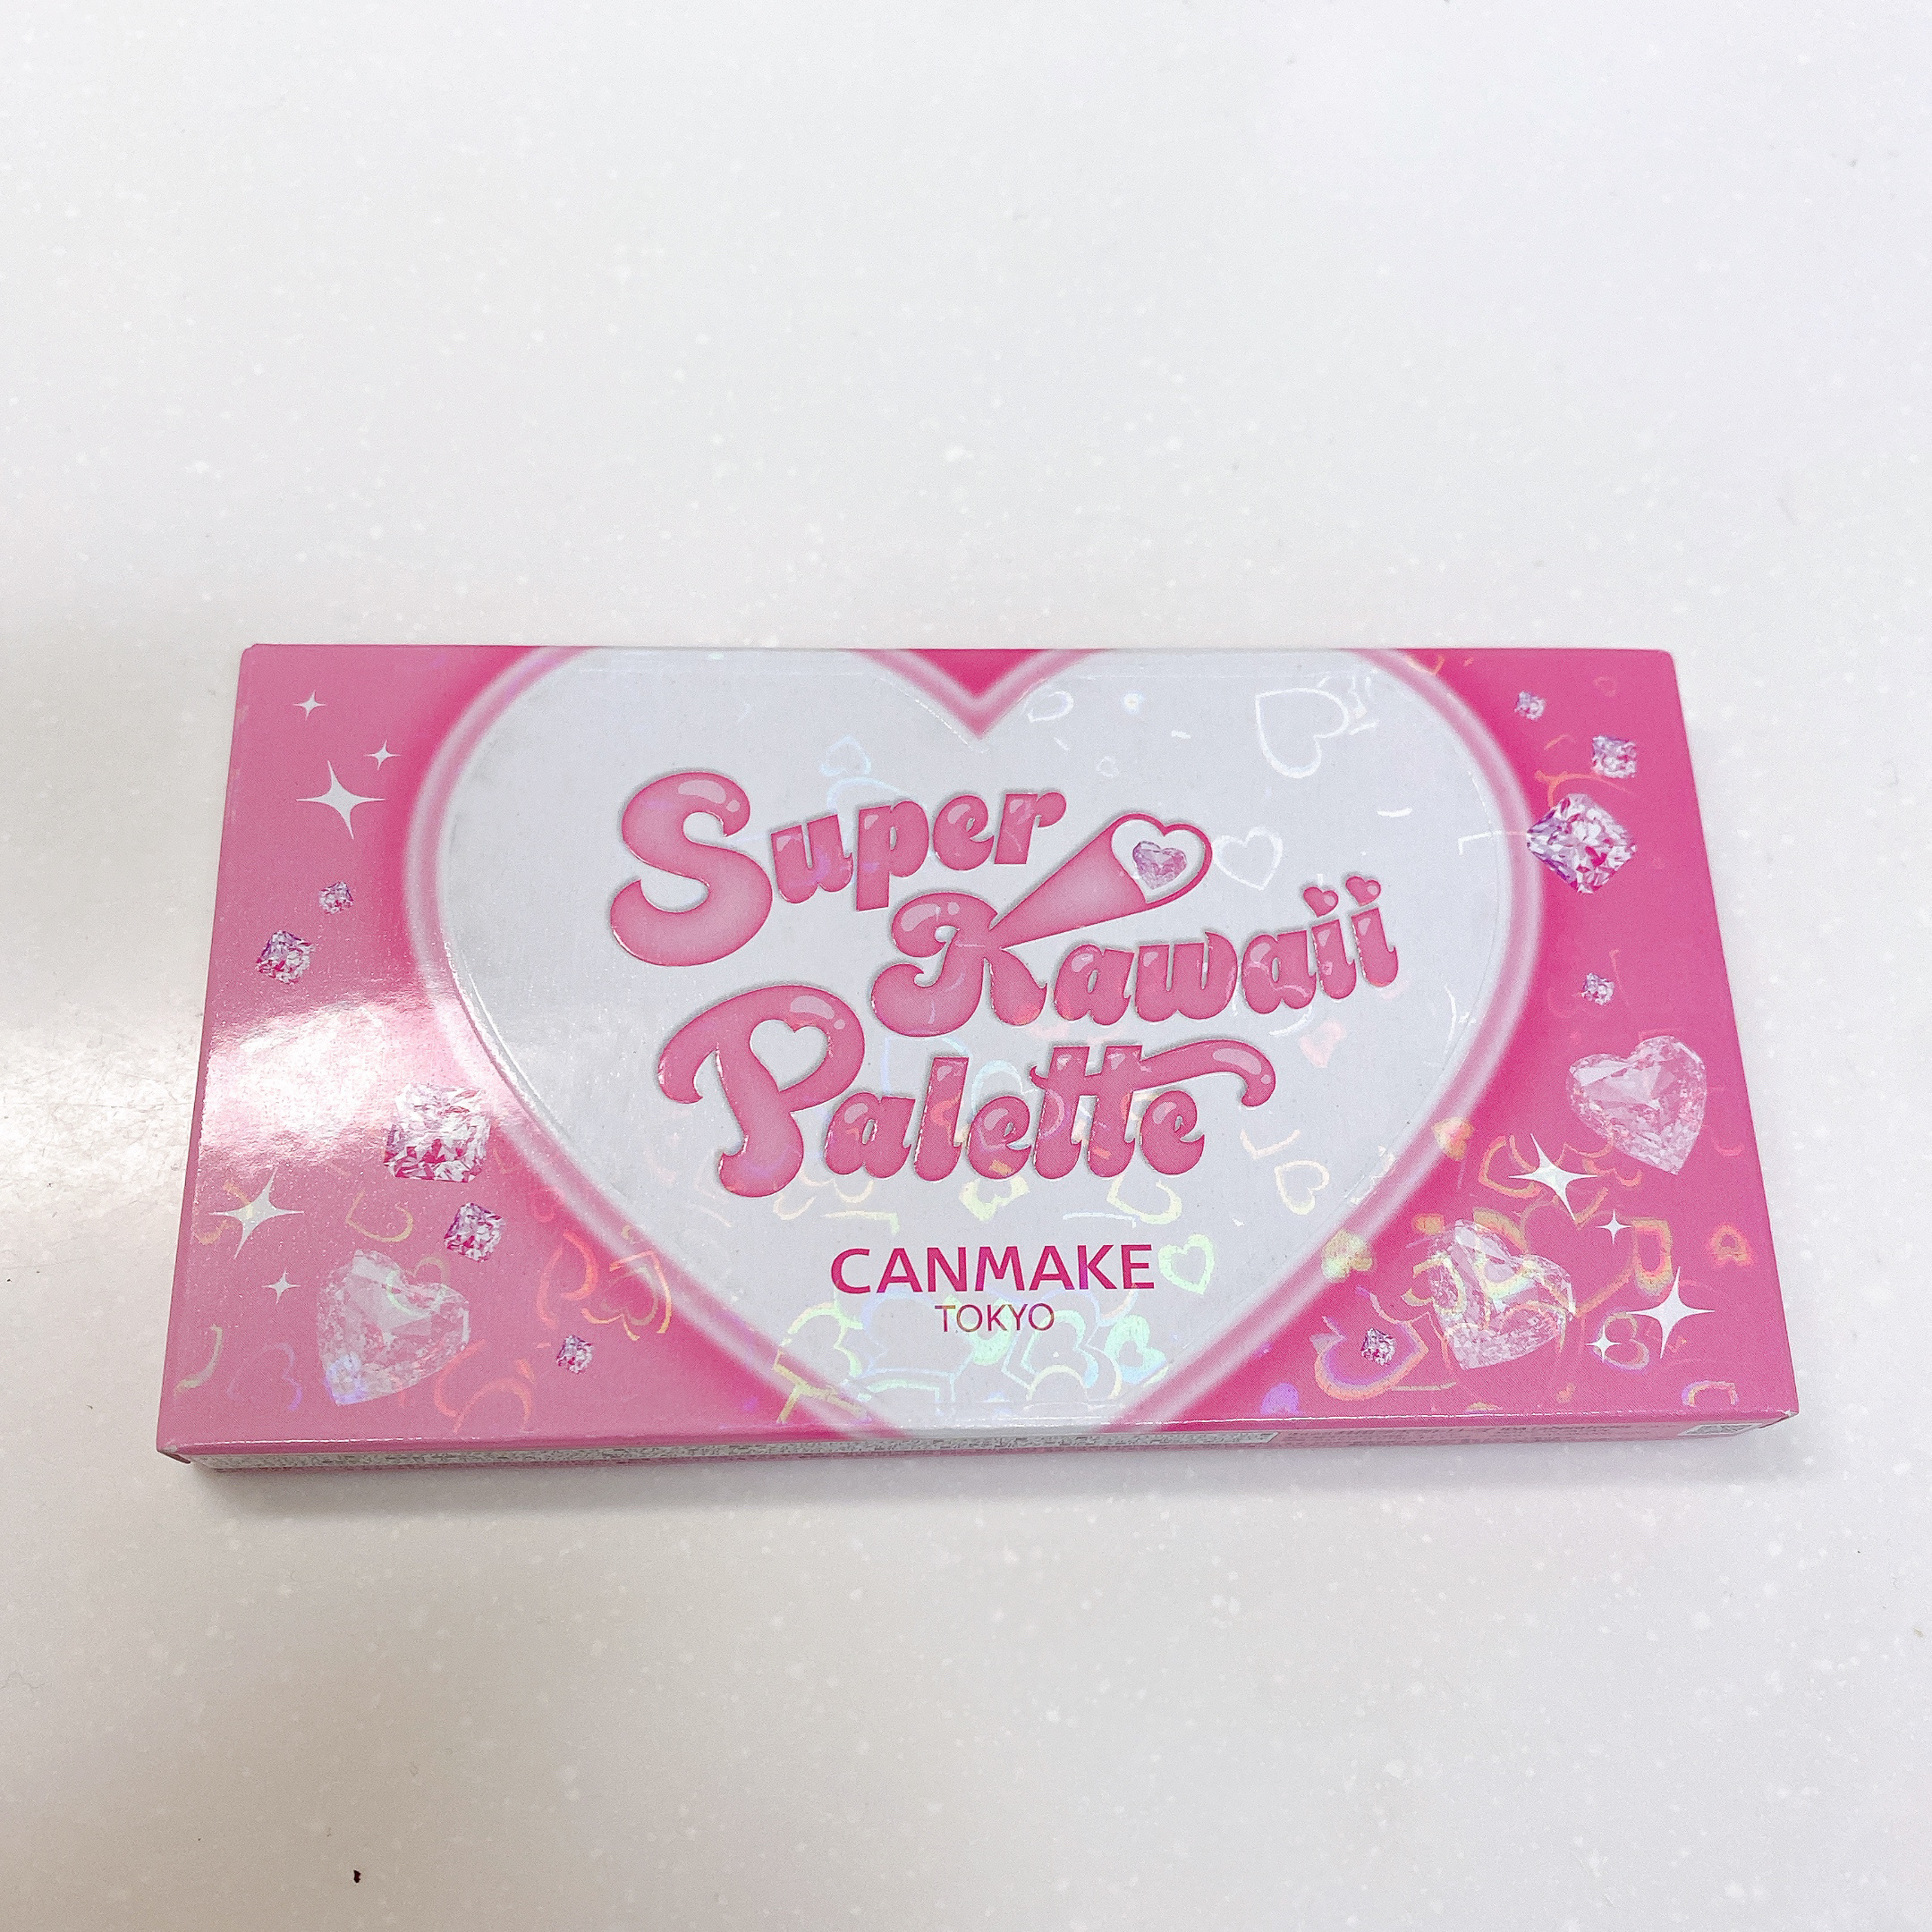 Super
Kawaii
Palette
CANMAKE
TOKYO